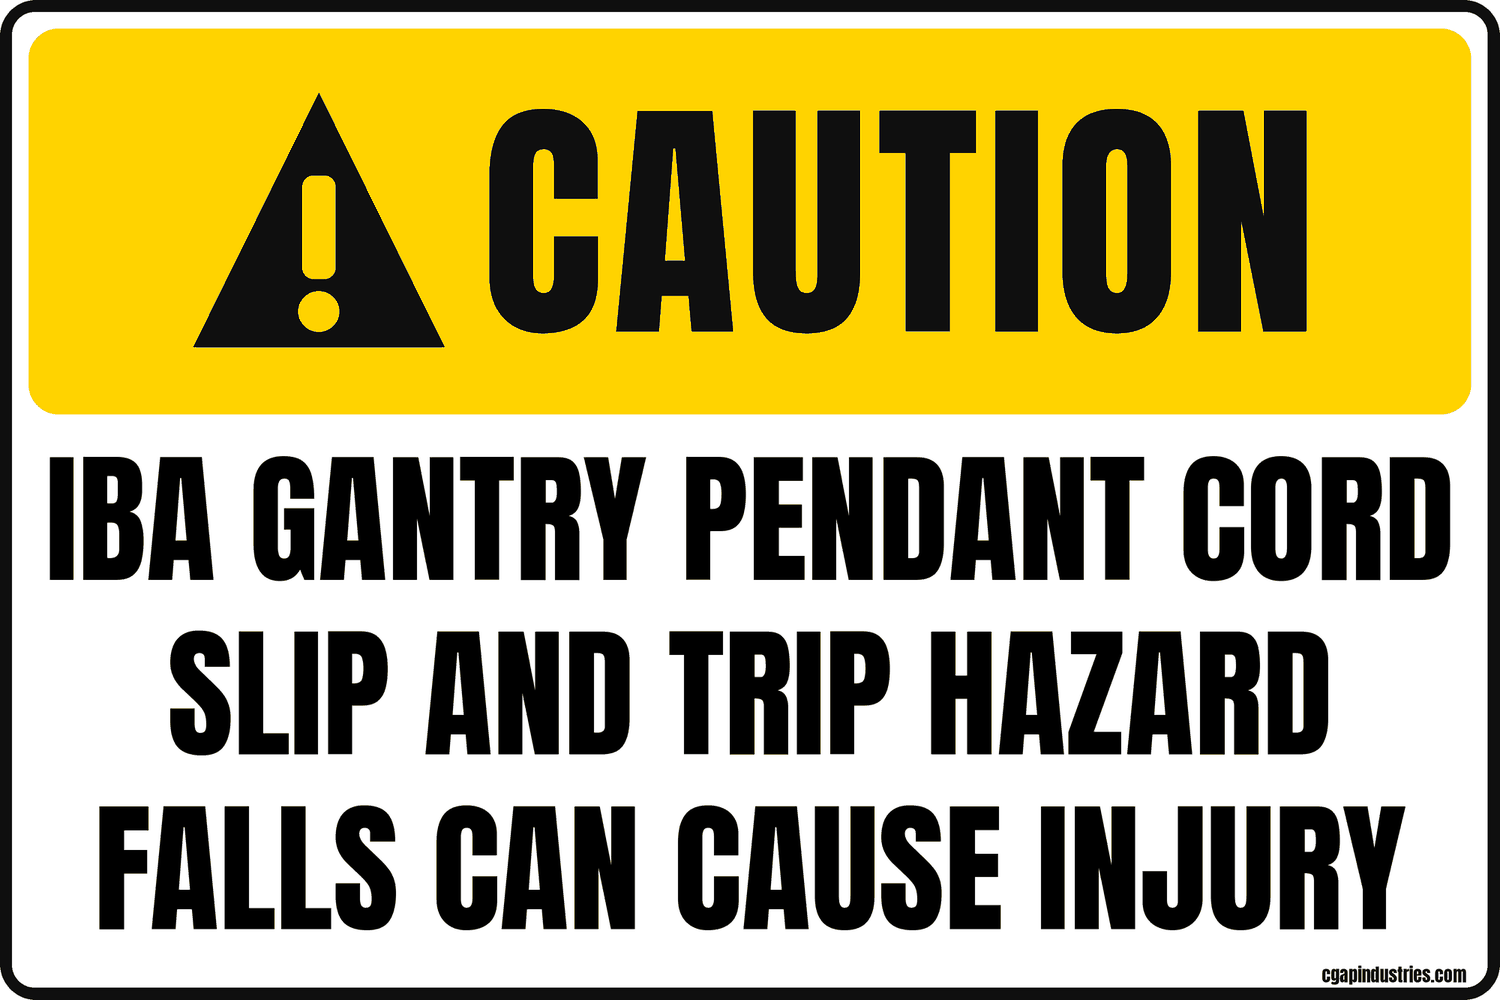 CAUTION
IBA GANTRY PENDANT CORD
SLIP AND TRIP HAZARD
FALLS CAN CAUSE INJURY
cgapindustries.com